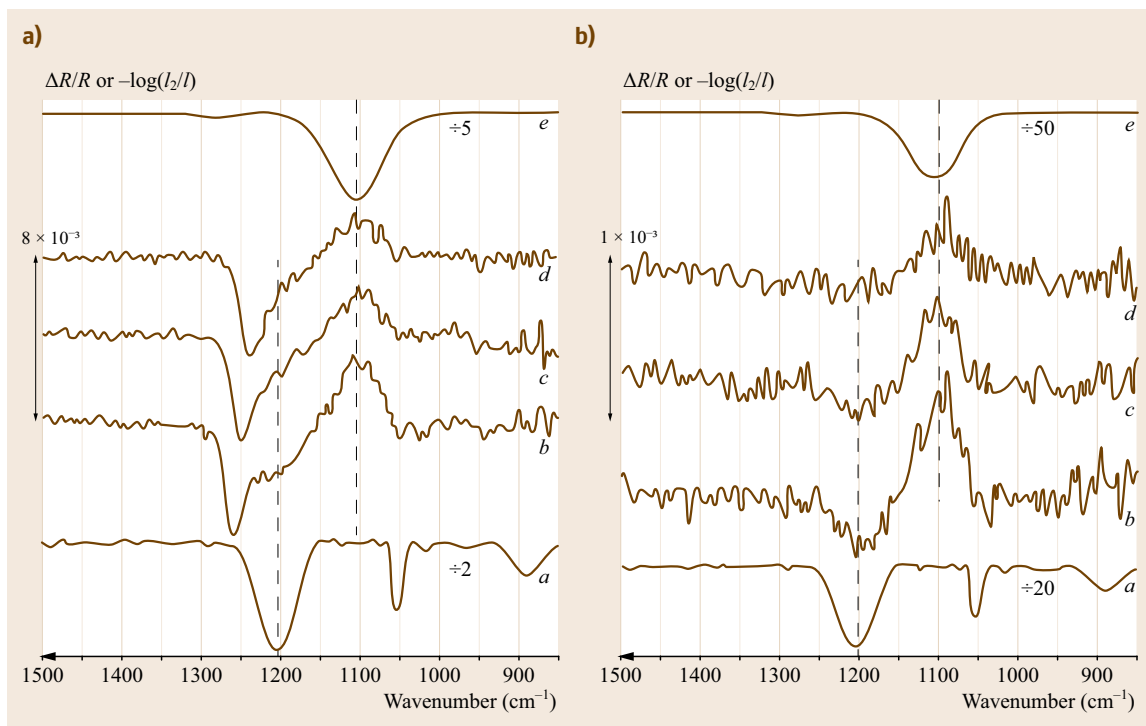 a)
ΔR/R or –log(I₂/I)
÷5
e
8 × 10⁻³
d
c
b
÷2
a
1500 1400 1300 1200 1100 1000 900
Wavenumber (cm⁻¹)
b)
ΔR/R or –log(I₂/I)
÷50
e
1 × 10⁻³
d
c
b
÷20
a
1500 1400 1300 1200 1100 1000 900
Wavenumber (cm⁻¹)